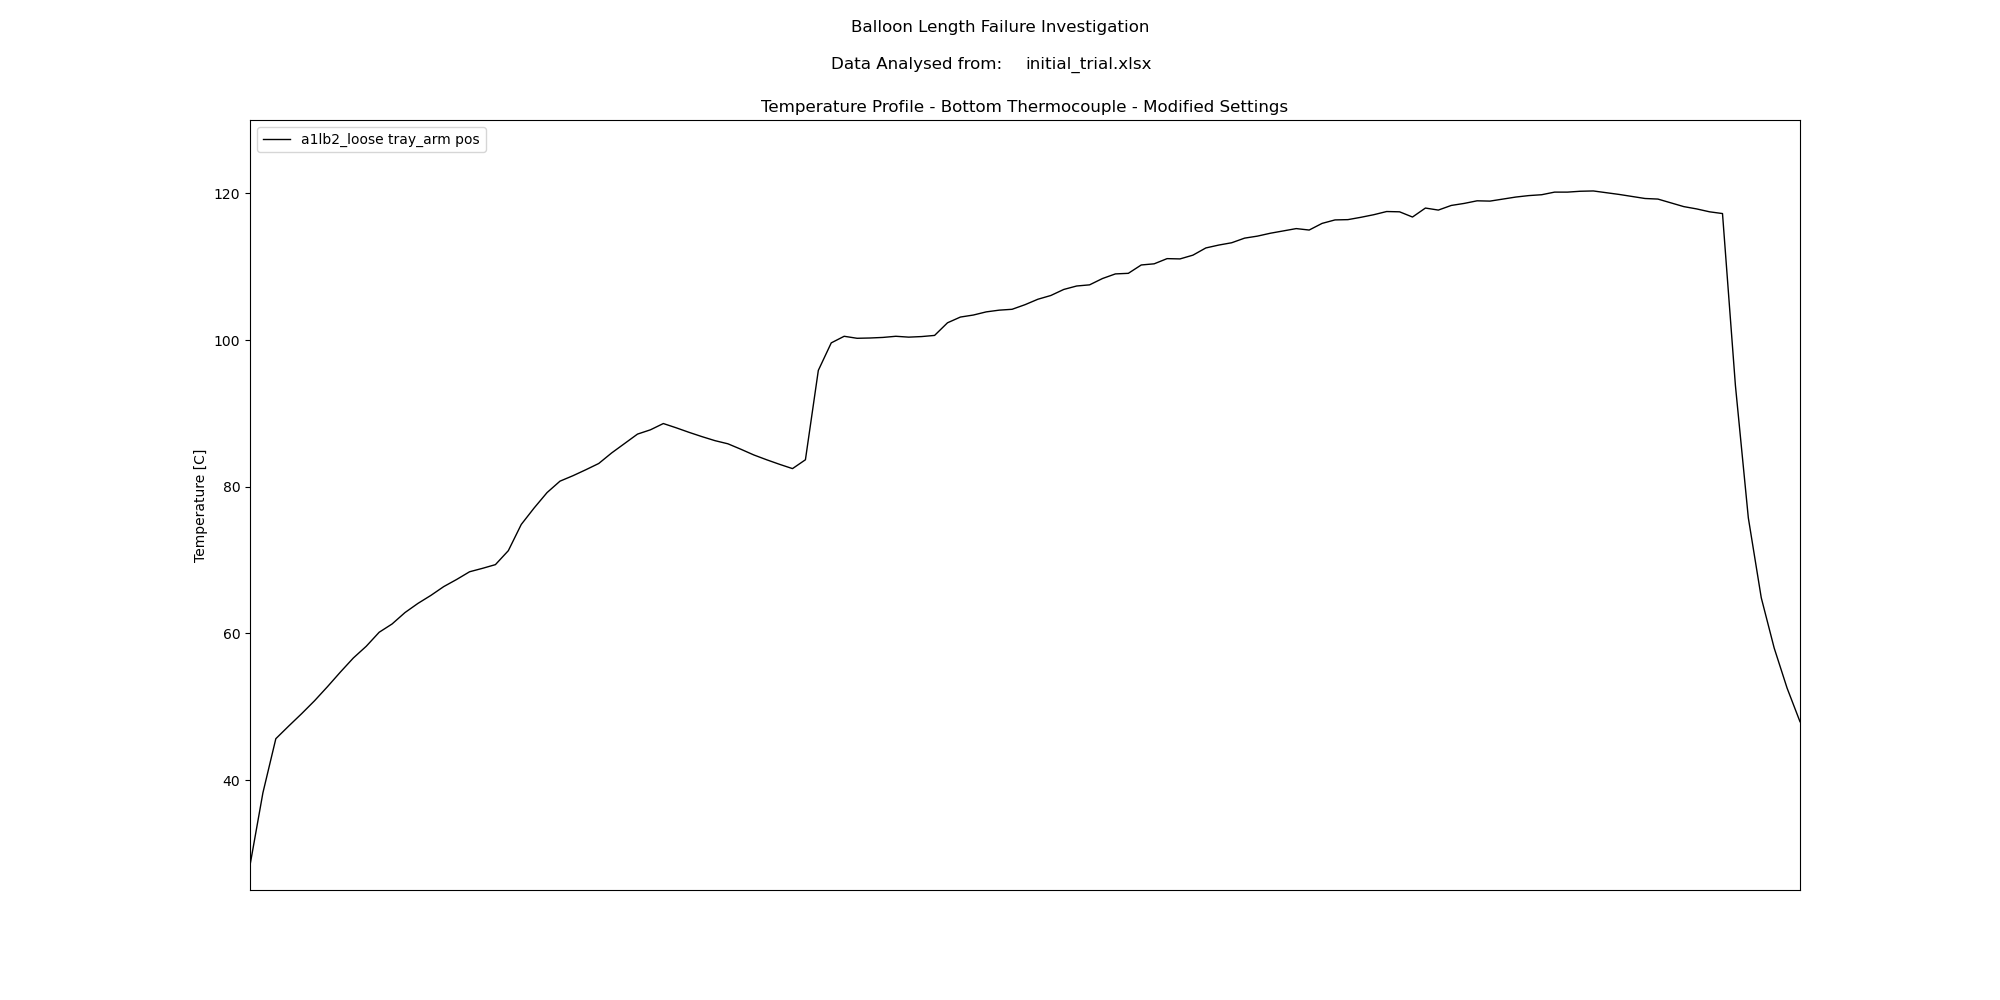 Balloon Length Failure Investigation
Data Analysed from: initial_trial.xlsx
Temperature Profile - Bottom Thermocouple - Modified Settings
a1lb2_loose tray_arm pos
120
100
80
60
40
Temperature [C]